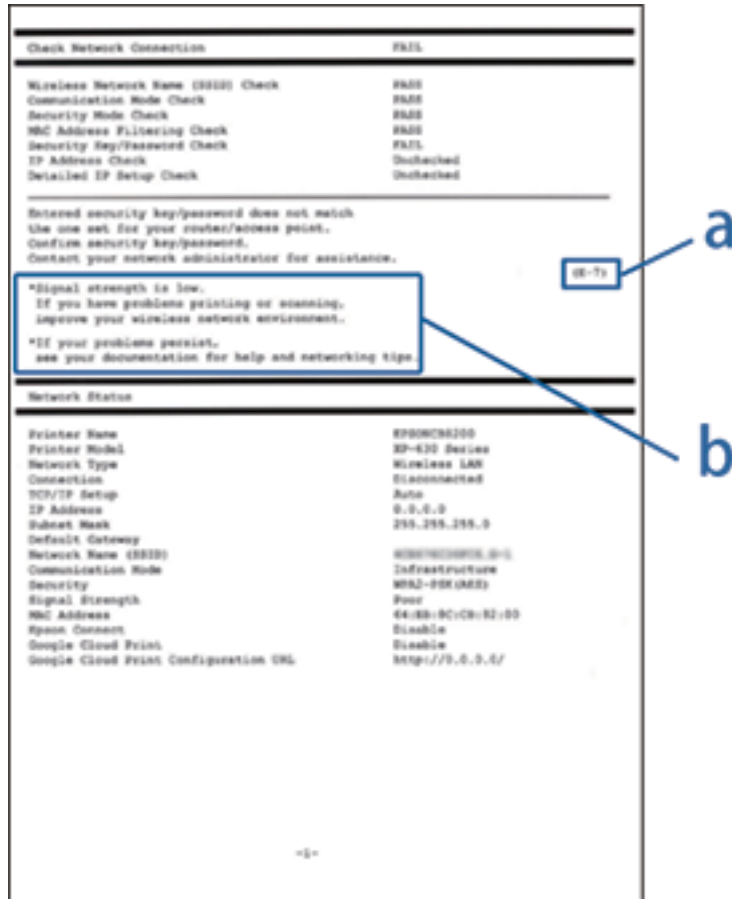 Check Network Connection FAIL
Wireless Network Name (SSID) Check PASS
Communication Mode Check PASS
Security Mode Check PASS
MAC Address Filtering Check PASS
Security Key/Password Check FAIL
IP Address Check Unchecked
Detailed IP Setup Check Unchecked
Entered security key/password does not match
the one set for your router/access point.
Confirm security key/password.
Contact your network administrator for assistance.
a
(E-7)
*Signal strength is low.
If you have problems printing or scanning,
improve your wireless network environment.
*If your problems persist,
see your documentation for help and networking tips.
b
Network Status
Printer Name
Printer Model XP-630 Series
Network Type Wireless LAN
Connection Disconnected
TCP/IP Setup Auto
IP Address 0.0.0.0
Subnet Mask 255.255.255.0
Default Gateway
Network Name (SSID)
Communication Mode Infrastructure
Security WPA2-PSK(AES)
Signal Strength Poor
MAC Address
Epson Connect Disable
Google Cloud Print Disable
Google Cloud Print Configuration URL http://0.0.0.0/
-1-